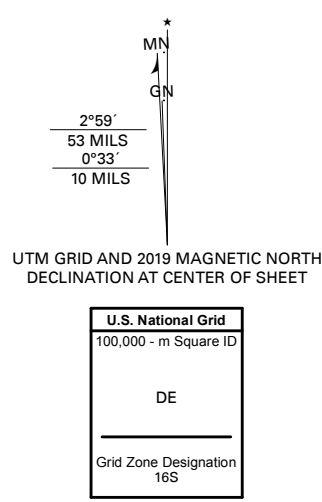 MN
GN
2°59´
53 MILS
0°33´
10 MILS
UTM GRID AND 2019 MAGNETIC NORTH
DECLINATION AT CENTER OF SHEET
U.S. National Grid
100,000 - m Square ID
DE
Grid Zone Designation
16S